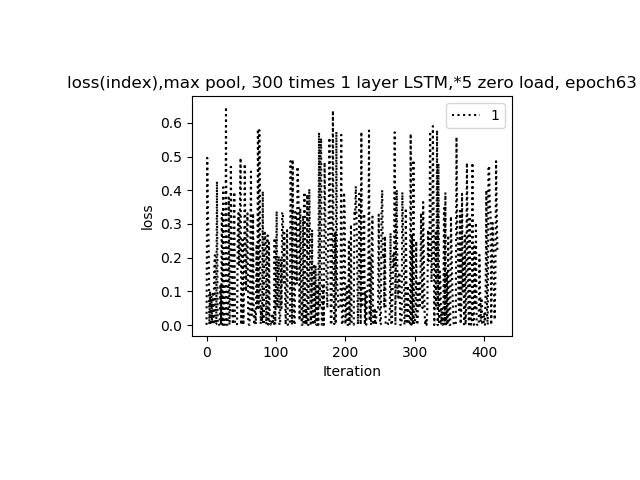 loss(index),max pool, 300 times 1 layer LSTM,*5 zero load, epoch63
1
0.6
0.5
0.4
0.3
0.2
0.1
0.0
loss
0 100 200 300 400
Iteration